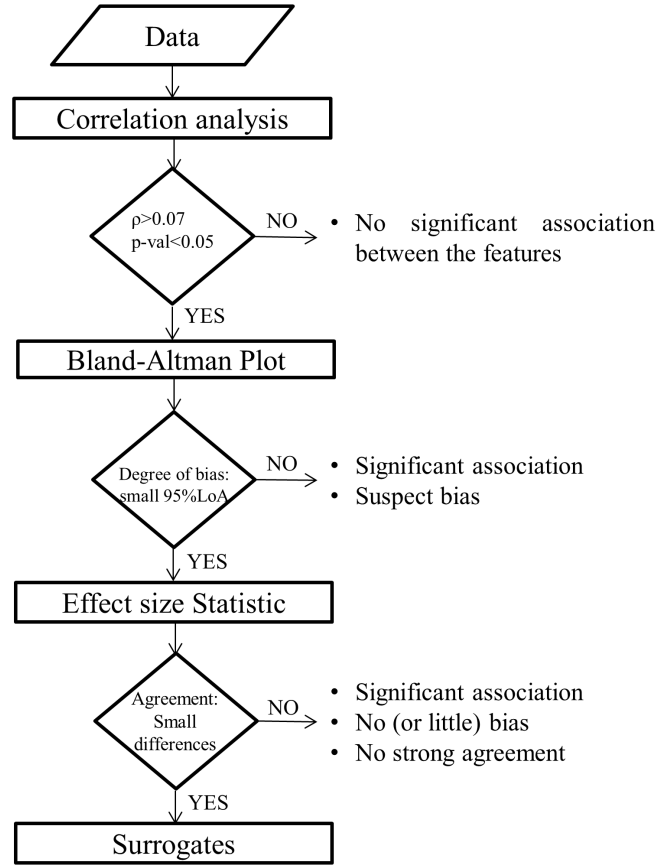 Data
Correlation analysis
ρ>0.07
p-val<0.05
NO
• No significant association
between the features
YES
Bland-Altman Plot
Degree of bias:
small 95%LoA
NO
• Significant association
• Suspect bias
YES
Effect size Statistic
Agreement:
Small
differences
NO
• Significant association
• No (or little) bias
• No strong agreement
YES
Surrogates